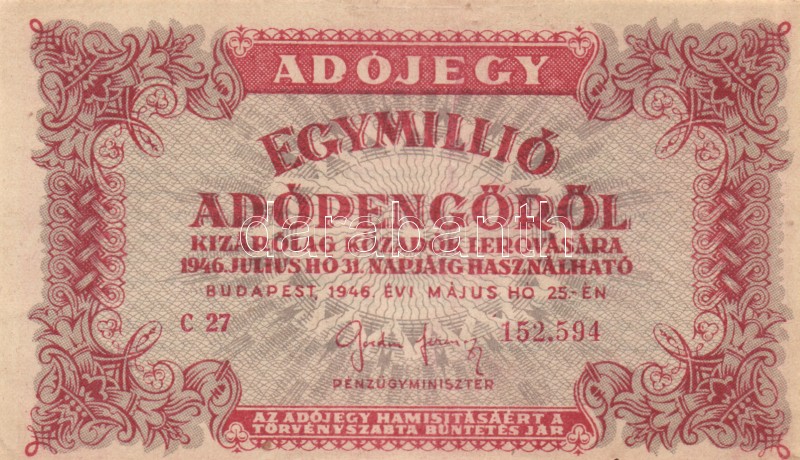 ADÓJEGY
EGYMILLIÓ
ADÓPENGŐRŐL
KIZÁRÓLAG KÖZADÓK LEROVÁSÁRA
1946. JULIUS HÓ 31. NAPJÁIG HASZNÁLHATÓ
BUDAPEST, 1946. ÉVI MÁJUS HÓ 25.-ÉN
C 27 152,594
PÉNZÜGYMINISZTER
AZ ADÓJEGY HAMISITÁSÁÉRT A
TÖRVÉNYSZABTA BÜNTETÉS JÁR
darabanth